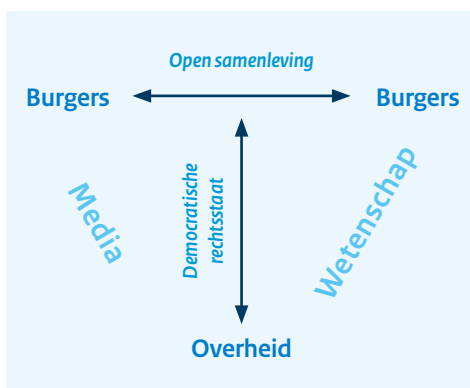 Open samenleving
Burgers
Burgers
Media
Democratische
rechtsstaat
Wetenschap
Overheid